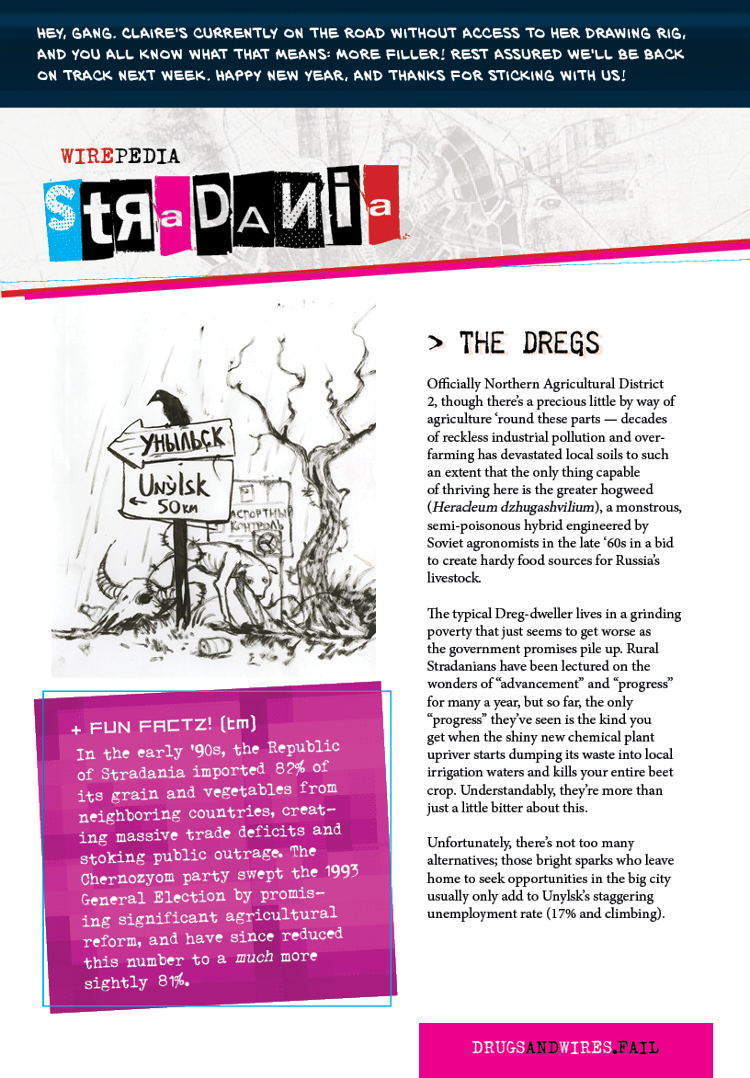 HEY, GANG. CLAIRE'S CURRENTLY ON THE ROAD WITHOUT ACCESS TO HER DRAWING RIG,
AND YOU ALL KNOW WHAT THAT MEANS: MORE FILLER! REST ASSURED WE'LL BE BACK
ON TRACK NEXT WEEK. HAPPY NEW YEAR, AND THANKS FOR STICKING WITH US!
WIREPEDIA
StЯaDAИia
УНЫЛЬСК
UNÝLSK
← 50 KM
АСПОРТНЫ
КОНТРОЛЬ
+ FUN FACTZ! (tm)
In the early '90s, the Republic
of Stradania imported 82% of
its grain and vegetables from
neighboring countries, creat-
ing massive trade deficits and
stoking public outrage. The
Chernozyom party swept the 1993
General Election by promis-
ing significant agricultural
reform, and have since reduced
this number to a much more
sightly 81%.
> THE DREGS
Officially Northern Agricultural District
2, though there's a precious little by way of
agriculture 'round these parts — decades
of reckless industrial pollution and over-
farming has devastated local soils to such
an extent that the only thing capable
of thriving here is the greater hogweed
(Heracleum dzhugashvilium), a monstrous,
semi-poisonous hybrid engineered by
Soviet agronomists in the late '60s in a bid
to create hardy food sources for Russia's
livestock.
The typical Dreg-dweller lives in a grinding
poverty that just seems to get worse as
the government promises pile up. Rural
Stradanians have been lectured on the
wonders of "advancement" and "progress"
for many a year, but so far, the only
"progress" they've seen is the kind you
get when the shiny new chemical plant
upriver starts dumping its waste into local
irrigation waters and kills your entire beet
crop. Understandably, they're more than
just a little bitter about this.
Unfortunately, there's not too many
alternatives; those bright sparks who leave
home to seek opportunities in the big city
usually only add to Unylsk's staggering
unemployment rate (17% and climbing).
DRUGSANDWIRES.FAIL